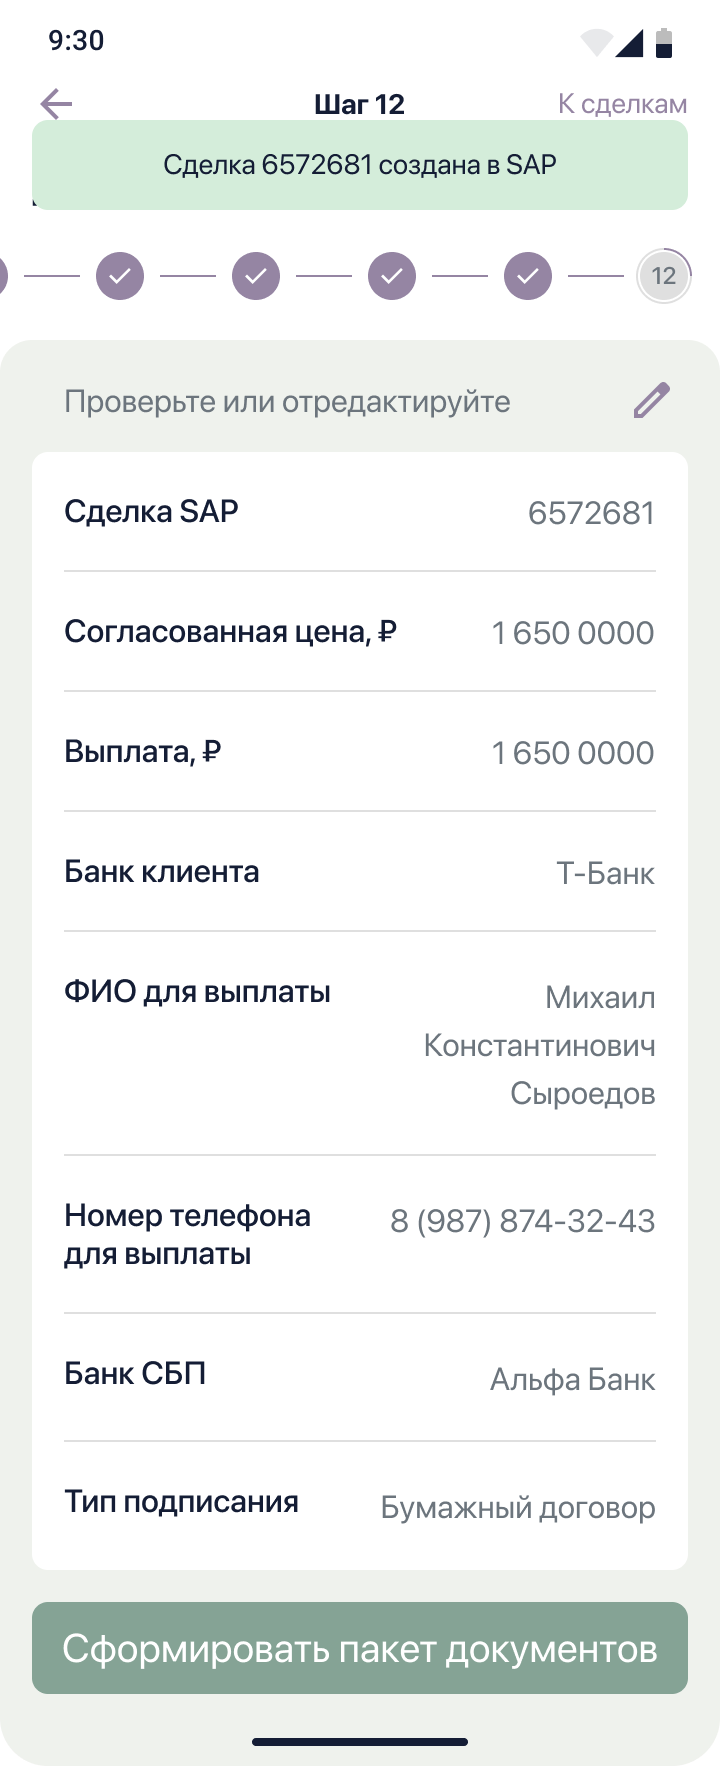 9:30
Шаг 12
К сделкам
Сделка 6572681 создана в SAP
12
Проверьте или отредактируйте
Сделка SAP
6572681
Согласованная цена, ₽
1 650 0000
Выплата, ₽
1 650 0000
Банк клиента
Т-Банк
ФИО для выплаты
Михаил
Константинович
Сыроедов
Номер телефона
для выплаты
8 (987) 874-32-43
Банк СБП
Альфа Банк
Тип подписания
Бумажный договор
Сформировать пакет документов